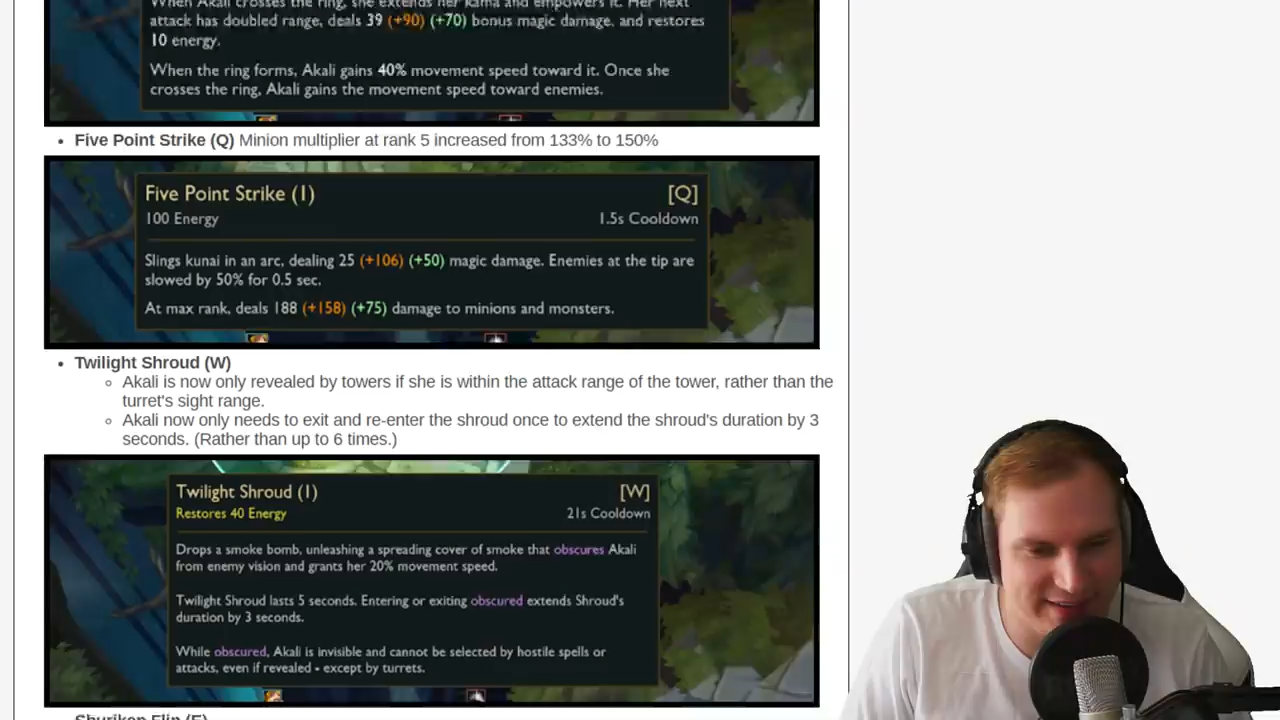 When Akali crosses the ring, she extends her kama and empowers it. Her next
attack has doubled range, deals 39 (+90) (+70) bonus magic damage, and restores
10 energy.
When the ring forms, Akali gains 40% movement speed toward it. Once she
crosses the ring, Akali gains the movement speed toward enemies.
• Five Point Strike (Q) Minion multiplier at rank 5 increased from 133% to 150%
Five Point Strike (1) [Q]
100 Energy 1.5s Cooldown
Slings kunai in an arc, dealing 25 (+106) (+50) magic damage. Enemies at the tip are
slowed by 50% for 0.5 sec.
At max rank, deals 188 (+158) (+75) damage to minions and monsters.
• Twilight Shroud (W)
Akali is now only revealed by towers if she is within the attack range of the tower, rather than the
turret's sight range.
Akali now only needs to exit and re-enter the shroud once to extend the shroud's duration by 3
seconds. (Rather than up to 6 times.)
Twilight Shroud (1) [W]
Restores 40 Energy 21s Cooldown
Drops a smoke bomb, unleashing a spreading cover of smoke that obscures Akali
from enemy vision and grants her 20% movement speed.
Twilight Shroud lasts 5 seconds. Entering or exiting obscured extends Shroud's
duration by 3 seconds.
While obscured, Akali is invisible and cannot be selected by hostile spells or
attacks, even if revealed - except by turrets.
Shuriken Flip (E)